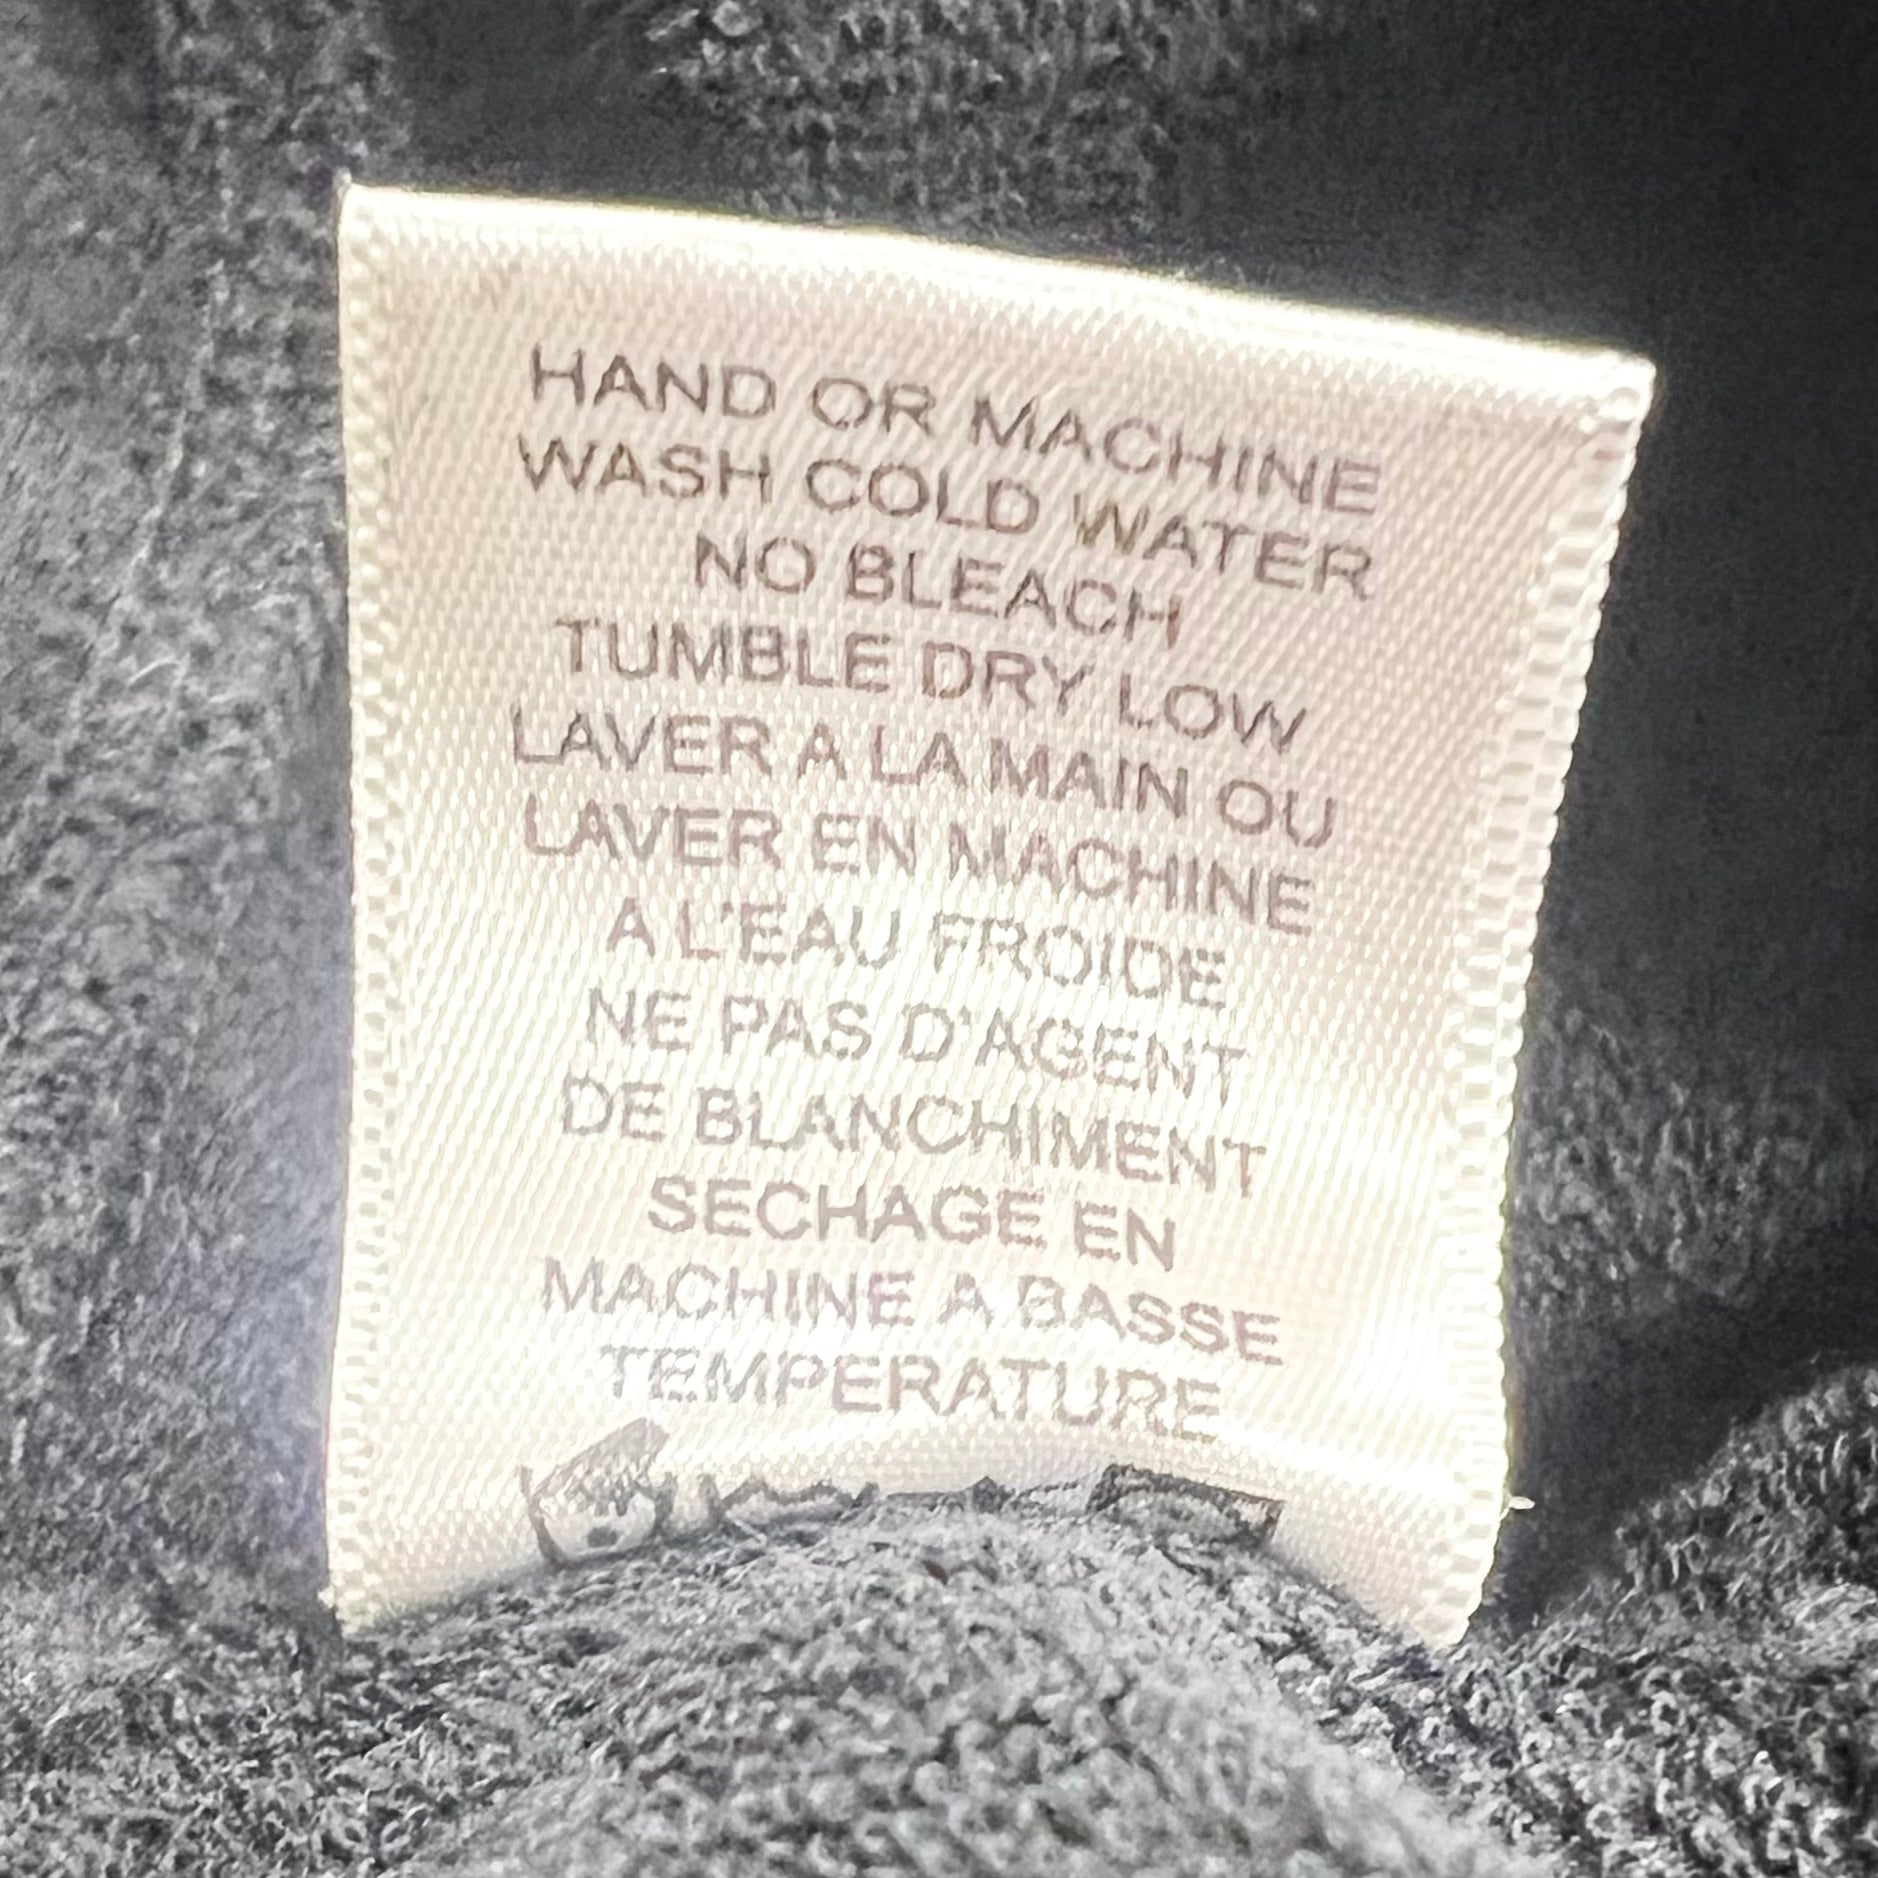 HAND OR MACHINE
WASH COLD WATER
NO BLEACH
TUMBLE DRY LOW
LAVER A LA MAIN OU
LAVER EN MACHINE
A L'EAU FROIDE
NE PAS D'AGENT
DE BLANCHIMENT
SECHAGE EN
MACHINE A BASSE
TEMPERATURE